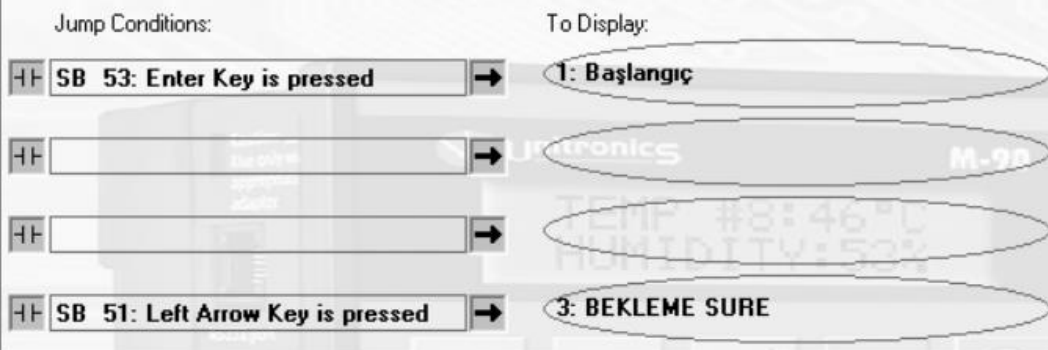 Jump Conditions: To Display:
SB 53: Enter Key is pressed 1: Başlangıç
unitronics
M-90
TEMP #8:46°C
HUMIDITY:53%
SB 51: Left Arrow Key is pressed 3: BEKLEME SURE